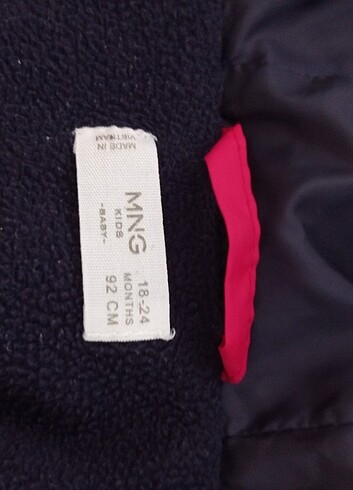 MNG
KIDS
-BABY-
18-24
MONTHS
92 CM
MADE IN
VIETNAM